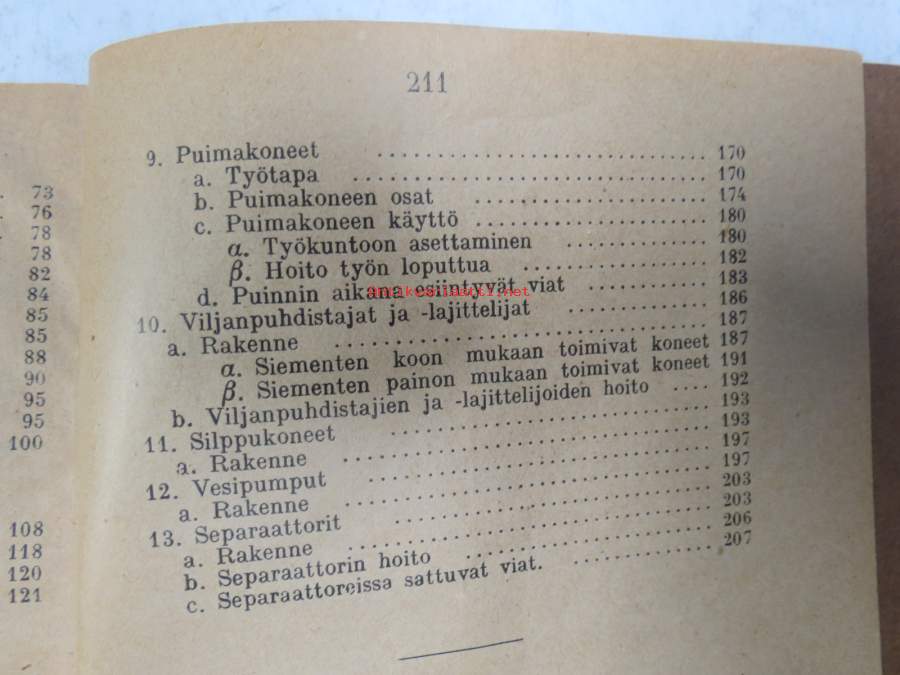 73
76
78
78
82
84
85
85
88
90
95
95
100
108
118
120
121
211
9. Puimakoneet ................................ 170
a. Työtapa ................................ 170
b. Puimakoneen osat ........................ 174
c. Puimakoneen käyttö ...................... 180
α. Työkuntoon asettaminen ............. 180
β. Hoito työn loputtua .................. 182
d. Puinnin aikana esiintyvät viat ............ 183
10. Viljanpuhdistajat ja -lajittelijat .............. 186
a. Rakenne ................................ 187
α. Siementen koon mukaan toimivat koneet 187
β. Siementen painon mukaan toimivat koneet 191
b. Viljanpuhdistajien ja -lajittelijoiden hoito .... 192
11. Silppukoneet ................................ 193
a. Rakenne ................................ 193
12. Vesipumput ................................ 197
a. Rakenne ................................ 197
13. Separaattorit ................................ 203
a. Rakenne ................................ 203
b. Separaattorin hoito ........................ 206
c. Separaattoreissa sattuvat viat. .............. 207
antikvariaatti.net